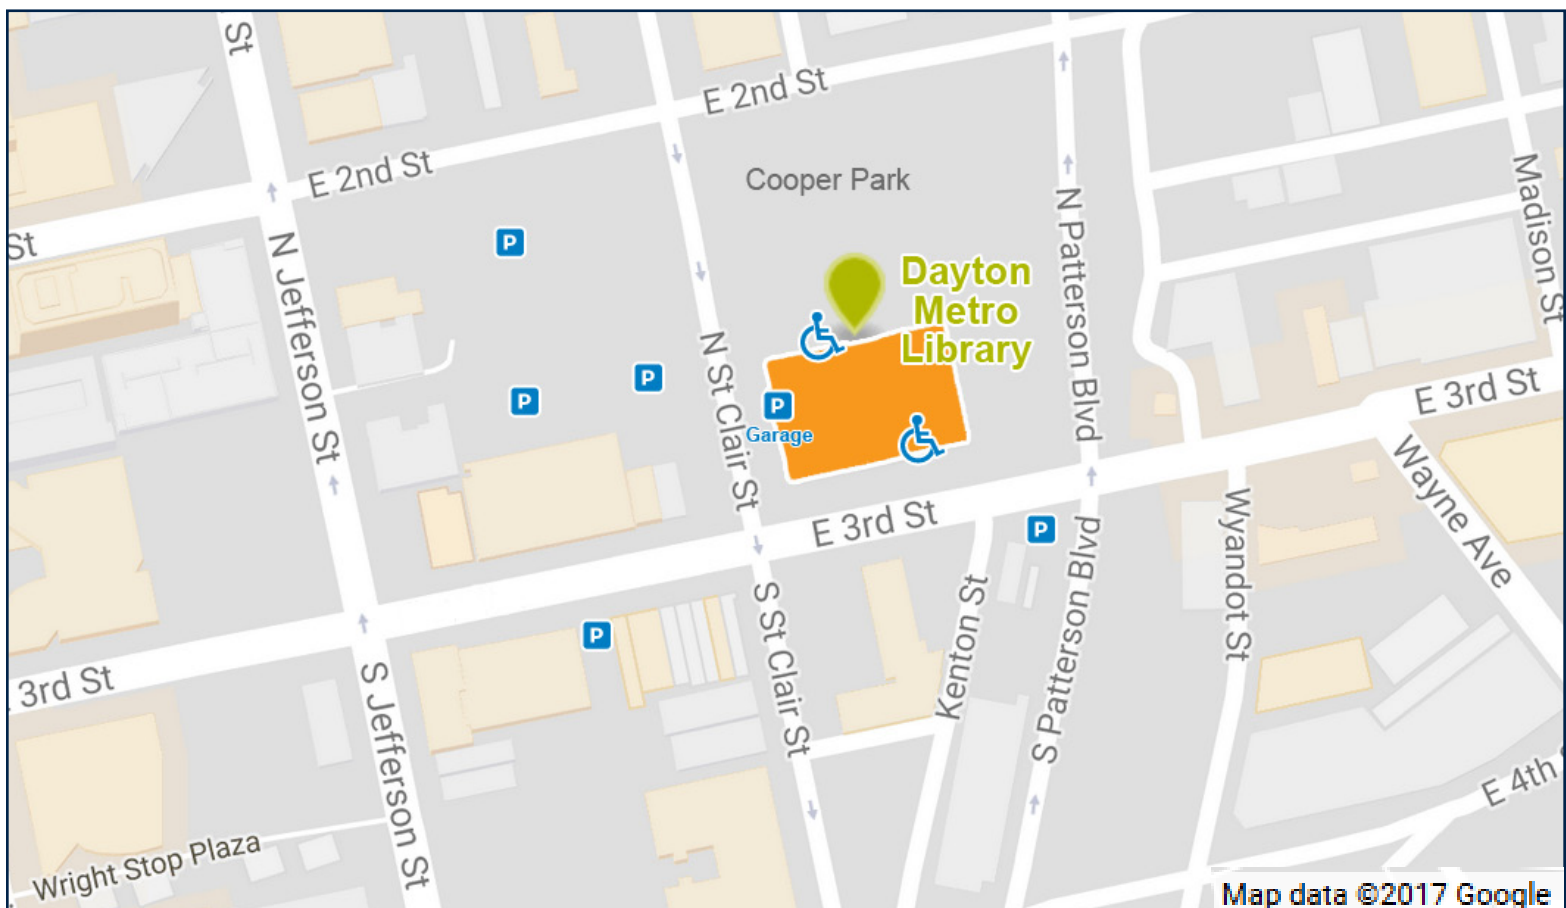 St
E 2nd St
E 2nd St
St
Cooper Park
N Jefferson St
P
N St Clair St
Dayton
Metro
Library
N Patterson Blvd
Madison St
P
P
P
Garage
E 3rd St
E 3rd St
P
Wayne Ave
Wyandot St
S Patterson Blvd
Kenton St
S St Clair St
P
3rd St
S Jefferson St
E 4th
Wright Stop Plaza
Map data ©2017 Google